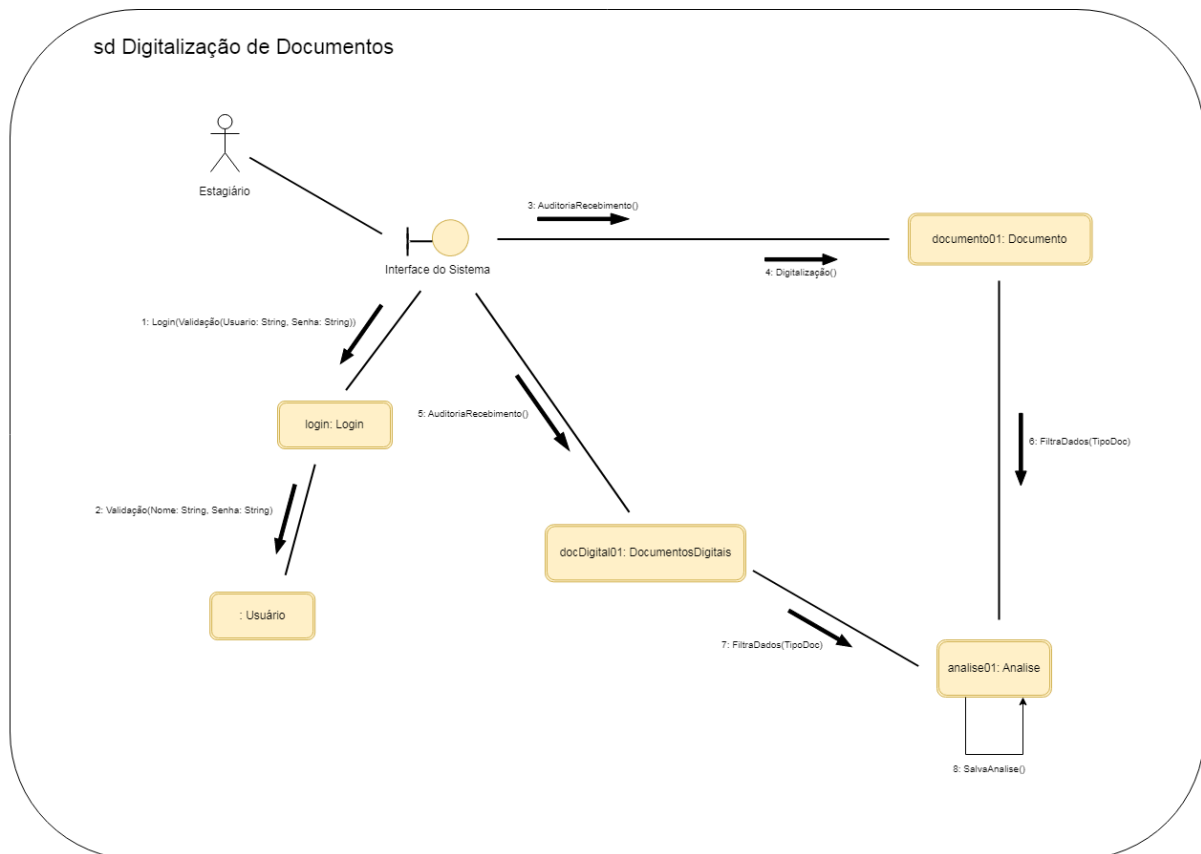 sd Digitalização de Documentos
Estagiário
3: AuditoriaRecebimento()
documento01: Documento
Interface do Sistema
4: Digitalização()
1: Login(Validação(Usuario: String, Senha: String))
login: Login
5: AuditoriaRecebimento()
6: FiltraDados(TipoDoc)
2: Validação(Nome: String, Senha: String)
docDigital01: DocumentosDigitais
: Usuário
7: FiltraDados(TipoDoc)
analise01: Analise
8: SalvaAnalise()